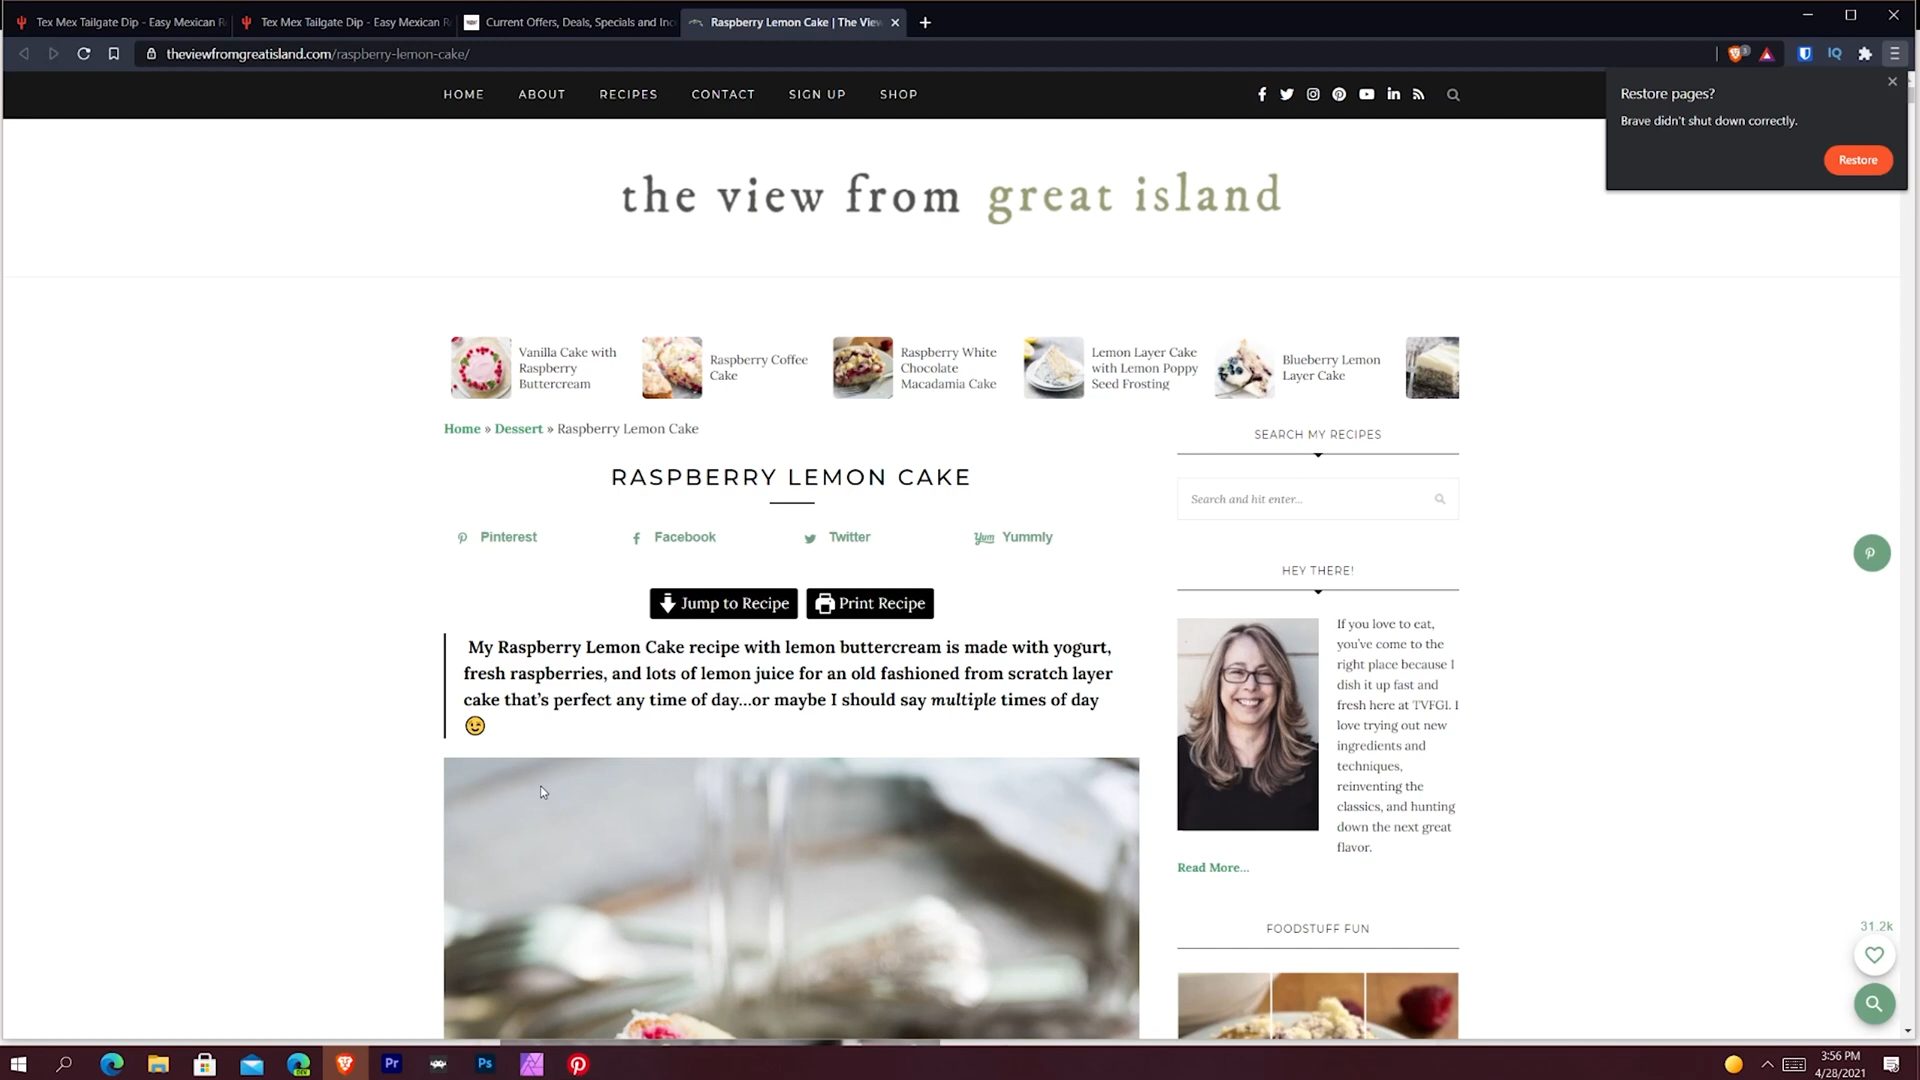 Tex Mex Tailgate Dip - Easy Mexican R
Tex Mex Tailgate Dip - Easy Mexican R
Current Offers, Deals, Specials and Inc
Raspberry Lemon Cake | The View
theviewfromgreatisland.com/raspberry-lemon-cake/
HOME ABOUT RECIPES CONTACT SIGN UP SHOP
Restore pages?
Brave didn't shut down correctly.
Restore
the view from great island
Vanilla Cake with
Raspberry
Buttercream
Raspberry Coffee
Cake
Raspberry White
Chocolate
Macadamia Cake
Lemon Layer Cake
with Lemon Poppy
Seed Frosting
Blueberry Lemon
Layer Cake
Home » Dessert » Raspberry Lemon Cake
RASPBERRY LEMON CAKE
Pinterest
Facebook
Twitter
Yum Yummly
Jump to Recipe
Print Recipe
My Raspberry Lemon Cake recipe with lemon buttercream is made with yogurt,
fresh raspberries, and lots of lemon juice for an old fashioned from scratch layer
cake that's perfect any time of day…or maybe I should say multiple times of day
😉
SEARCH MY RECIPES
Search and hit enter...
HEY THERE!
If you love to eat,
you've come to the
right place because I
dish it up fast and
fresh here at TVFGI. I
love trying out new
ingredients and
techniques,
reinventing the
classics, and hunting
down the next great
flavor.
Read More...
FOODSTUFF FUN
31.2k
IQ
3
DEV
Pr
Ps
3:56 PM
4/28/2021